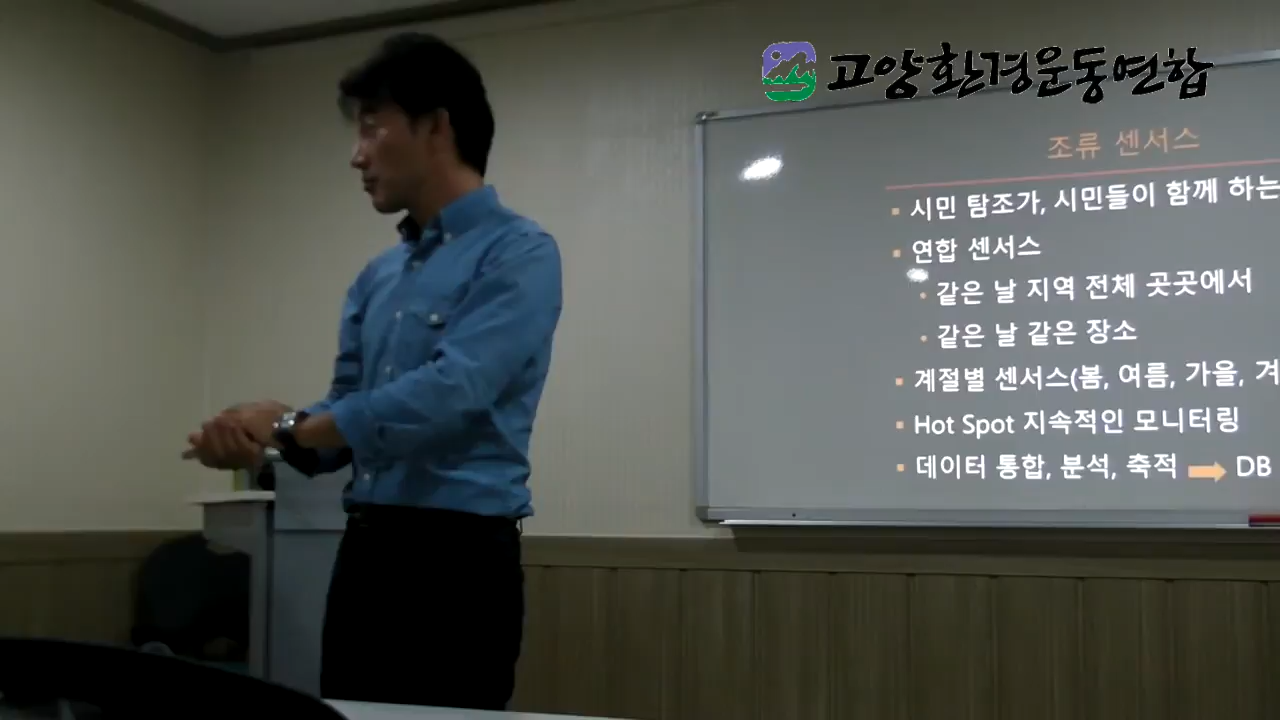 고양환경운동연합
조류 센서스
시민 탐조가, 시민들이 함께 하는
연합 센서스
같은 날 지역 전체 곳곳에서
같은 날 같은 장소
계절별 센서스(봄, 여름, 가을, 겨
Hot Spot 지속적인 모니터링
데이터 통합, 분석, 축적 ➡ DB